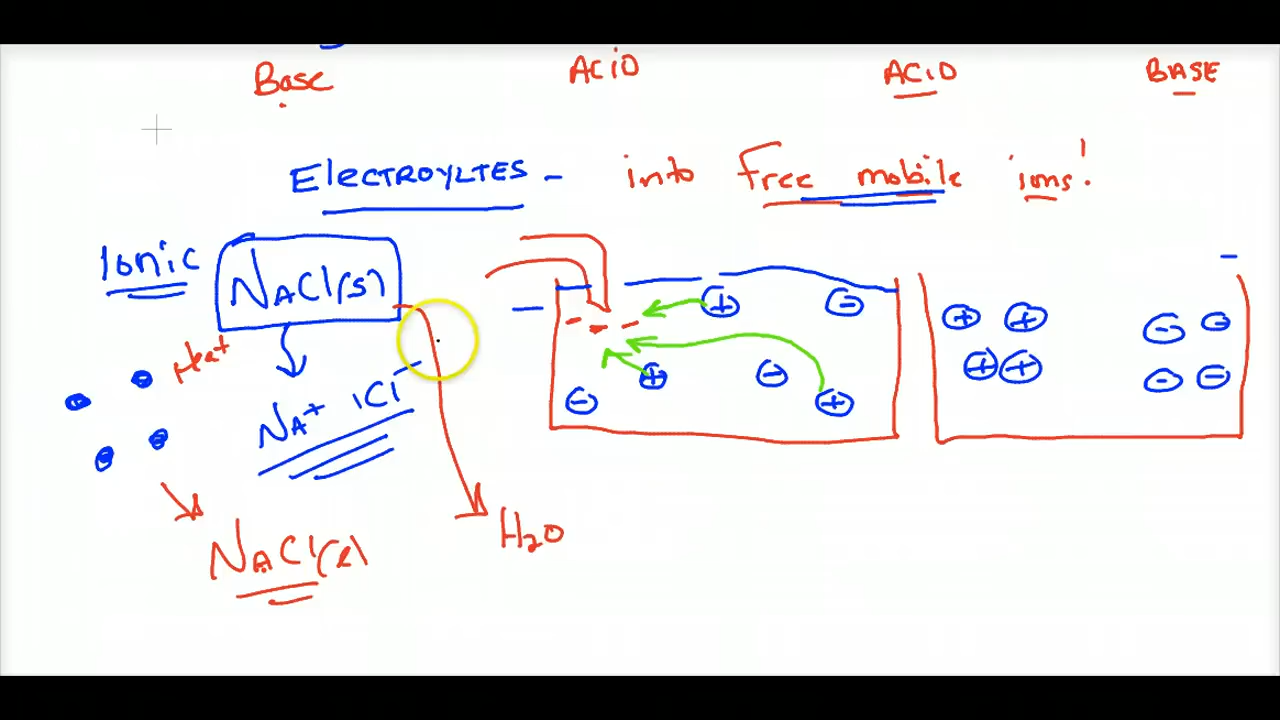 Base ACID ACID BASE
ELECTROYLTES - into free mobile ions!
Ionic NACl(s)
Heat
NA+ Cl-
NACl(l)
H2O
+ - + - - + - +
+ + + + - - - -